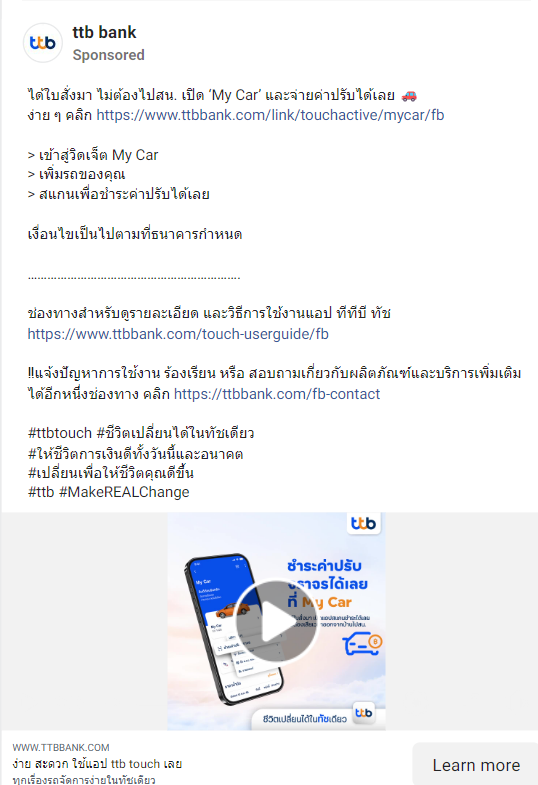 ttb
ttb bank
Sponsored
ได้ใบสั่งมา ไม่ต้องไปสน. เปิด ‘My Car’ และจ่ายค่าปรับได้เลย
ง่าย ๆ คลิก https://www.ttbbank.com/link/touchactive/mycar/fb
> เข้าสู่วิดเจ็ต My Car
> เพิ่มรถของคุณ
> สแกนเพื่อชำระค่าปรับได้เลย
เงื่อนไขเป็นไปตามที่ธนาคารกำหนด
................................................................
ช่องทางสำหรับดูรายละเอียด และวิธีการใช้งานแอป ทีทีบี ทัช
https://www.ttbbank.com/touch-userguide/fb
‼แจ้งปัญหาการใช้งาน ร้องเรียน หรือ สอบถามเกี่ยวกับผลิตภัณฑ์และบริการเพิ่มเติม
ได้อีกหนึ่งช่องทาง คลิก https://ttbbank.com/fb-contact
#ttbtouch #ชีวิตเปลี่ยนได้ในทัชเดียว
#ให้ชีวิตการเงินดีทั้งวันนี้และอนาคต
#เปลี่ยนเพื่อให้ชีวิตคุณดีขึ้น
#ttb #MakeREALChange
ttb
ชำระค่าปรับ
จราจรได้เลย
ที่ My Car
My Car
ชีวิตเปลี่ยนได้ในทัชเดียว
ttb
WWW.TTBBANK.COM
ง่าย สะดวก ใช้แอป ttb touch เลย
ทุกเรื่องรถจัดการง่ายในทัชเดียว
Learn more